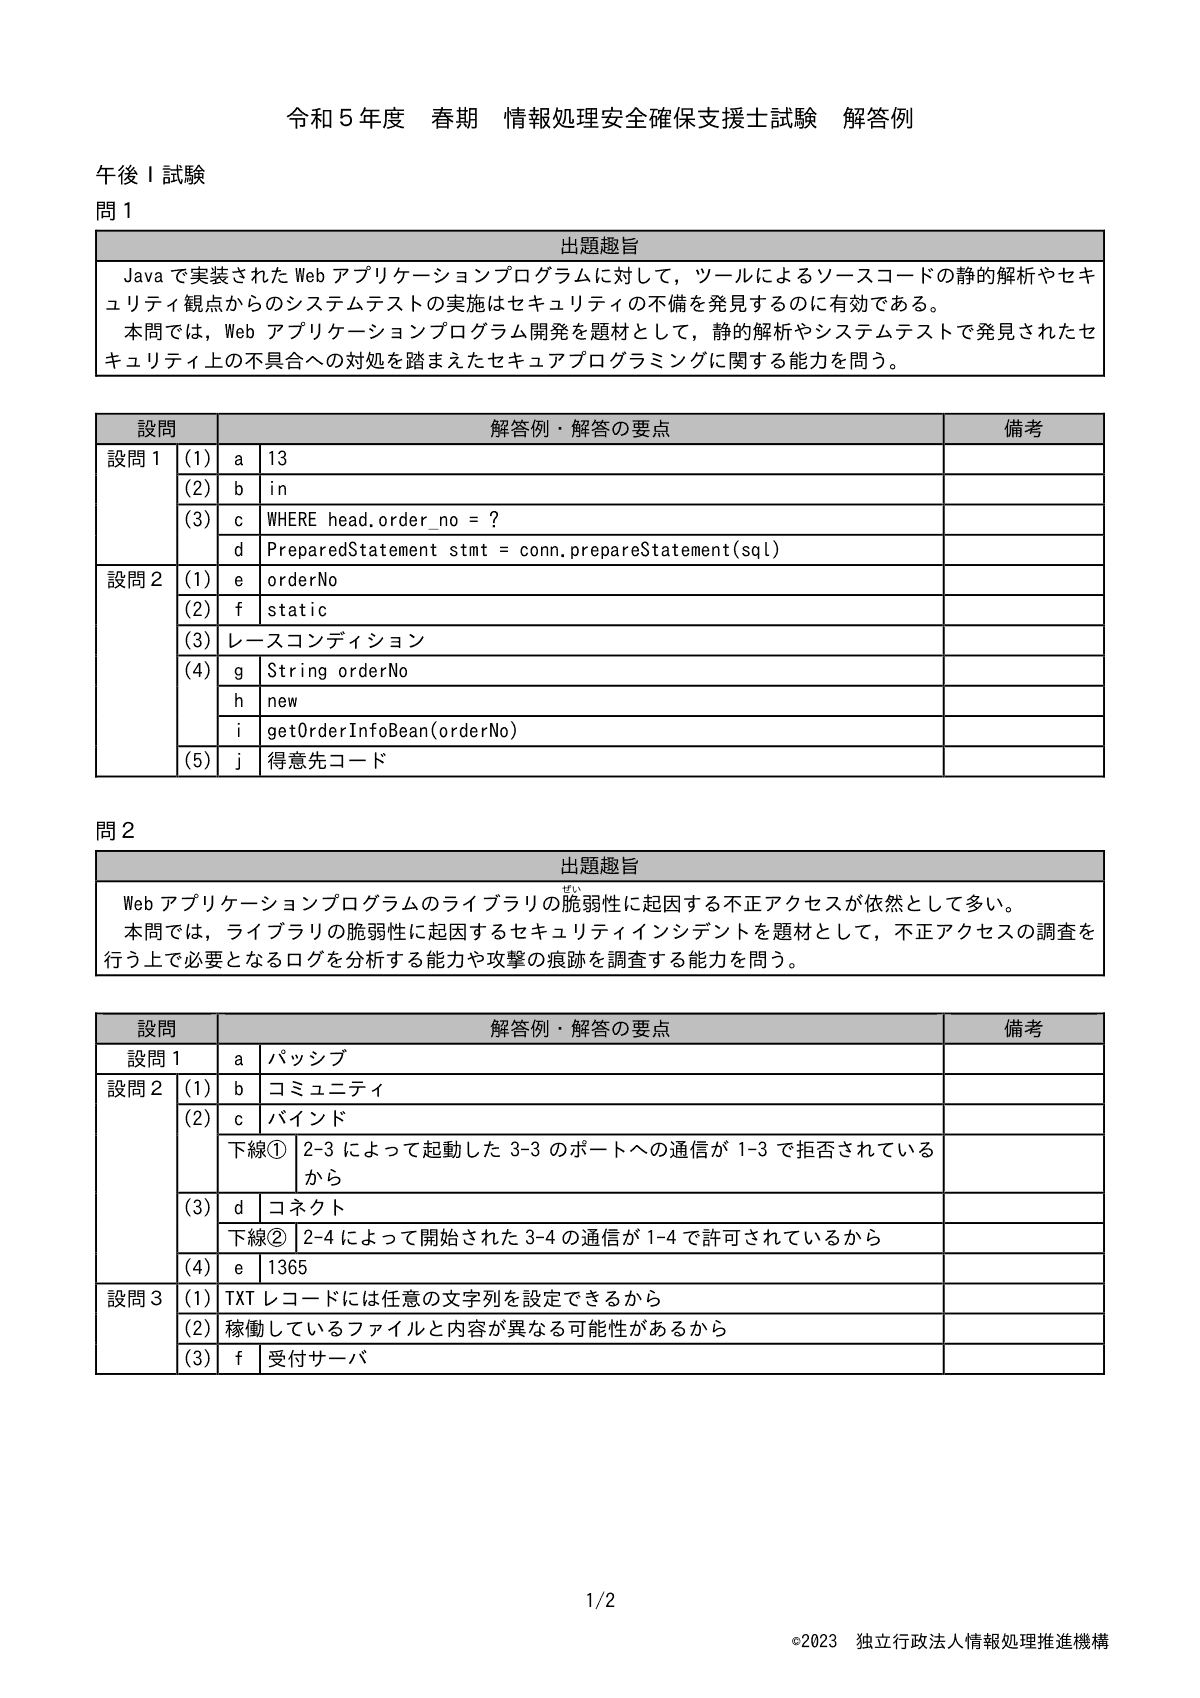 令和５年度　春期　情報処理安全確保支援士試験　解答例
午後Ⅰ試験
問１
出題趣旨
Java で実装された Web アプリケーションプログラムに対して，ツールによるソースコードの静的解析やセキ
ュリティ観点からのシステムテストの実施はセキュリティの不備を発見するのに有効である。
本問では，Web アプリケーションプログラム開発を題材として，静的解析やシステムテストで発見されたセ
キュリティ上の不具合への対処を踏まえたセキュアプログラミングに関する能力を問う。
設問 解答例・解答の要点 備考
設問１ (1) a 13
(2) b in
(3) c WHERE head.order_no = ?
d PreparedStatement stmt = conn.prepareStatement(sql)
設問２ (1) e orderNo
(2) f static
(3) レースコンディション
(4) g String orderNo
h new
i getOrderInfoBean(orderNo)
(5) j 得意先コード
問２
出題趣旨
ぜい
Web アプリケーションプログラムのライブラリの脆弱性に起因する不正アクセスが依然として多い。
本問では，ライブラリの脆弱性に起因するセキュリティインシデントを題材として，不正アクセスの調査を
行う上で必要となるログを分析する能力や攻撃の痕跡を調査する能力を問う。
設問 解答例・解答の要点 備考
設問１ a パッシブ
設問２ (1) b コミュニティ
(2) c バインド
下線① 2-3 によって起動した 3-3 のポートへの通信が 1-3 で拒否されている
から
(3) d コネクト
下線② 2-4 によって開始された 3-4 の通信が 1-4 で許可されているから
(4) e 1365
設問３ (1) TXT レコードには任意の文字列を設定できるから
(2) 稼働しているファイルと内容が異なる可能性があるから
(3) f 受付サーバ
1/2
©2023　独立行政法人情報処理推進機構